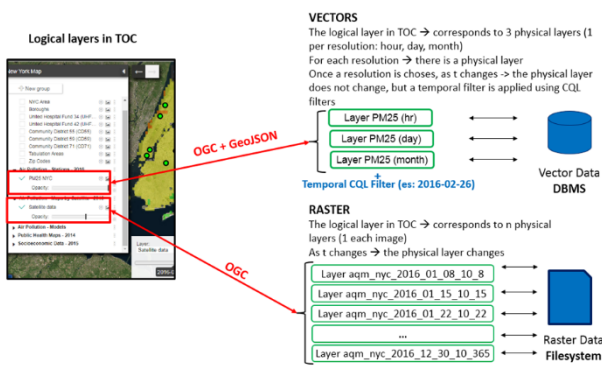 Logical layers in TOC
New York Map
New group
NYC Area
Boroughs
United Hospital Fund 34 (UHF...
United Hospital Fund 42 (UHF...
Community District 59 (CD59)
Community District 59 (CD59)
Community District 71 (CD71)
Tabulation Areas
Zip Codes
PM25 NYC
Opacity
Satellite data
Opacity
Air Pollution - Models
Public Health Maps - 2014
Socioeconomic Data - 2015
Layer:
Satellite data
OGC + GeoJSON
OGC
VECTORS
The logical layer in TOC → corresponds to 3 physical layers (1
per resolution: hour, day, month)
For each resolution → there is a physical layer
Once a resolution is choses, as t changes -> the physical layer
does not change, but a temporal filter is applied using CQL
filters
Layer PM25 (hr)
Layer PM25 (day)
Layer PM25 (month)
+
Temporal CQL Filter (es: 2016-02-26)
Vector Data
DBMS
RASTER
The logical layer in TOC → corresponds to n physical
layers (1 each image)
As t changes → the physical layer changes
Layer aqm_nyc_2016_01_08_10_8
Layer aqm_nyc_2016_01_15_10_15
Layer aqm_nyc_2016_01_22_10_22
...
Layer aqm_nyc_2016_12_30_10_365
Raster Data
Filesystem